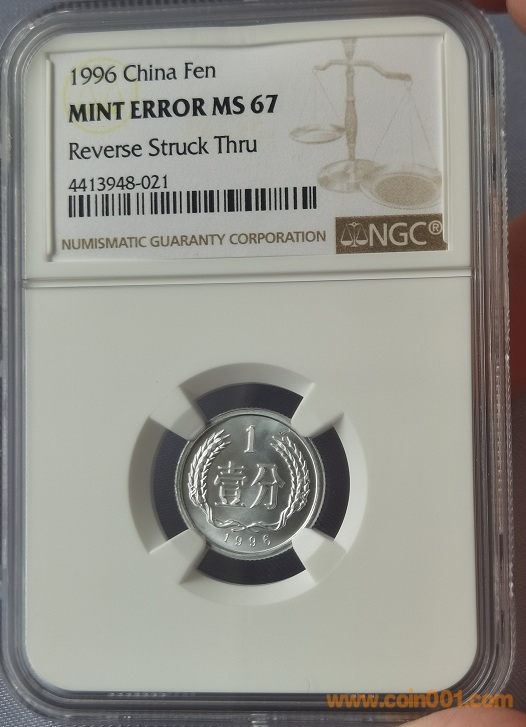 1996 China Fen
MINT ERROR MS 67
Reverse Struck Thru
4413948-021
NUMISMATIC GUARANTY CORPORATION
NGC®
1
壹分
1996
www.coin001.com